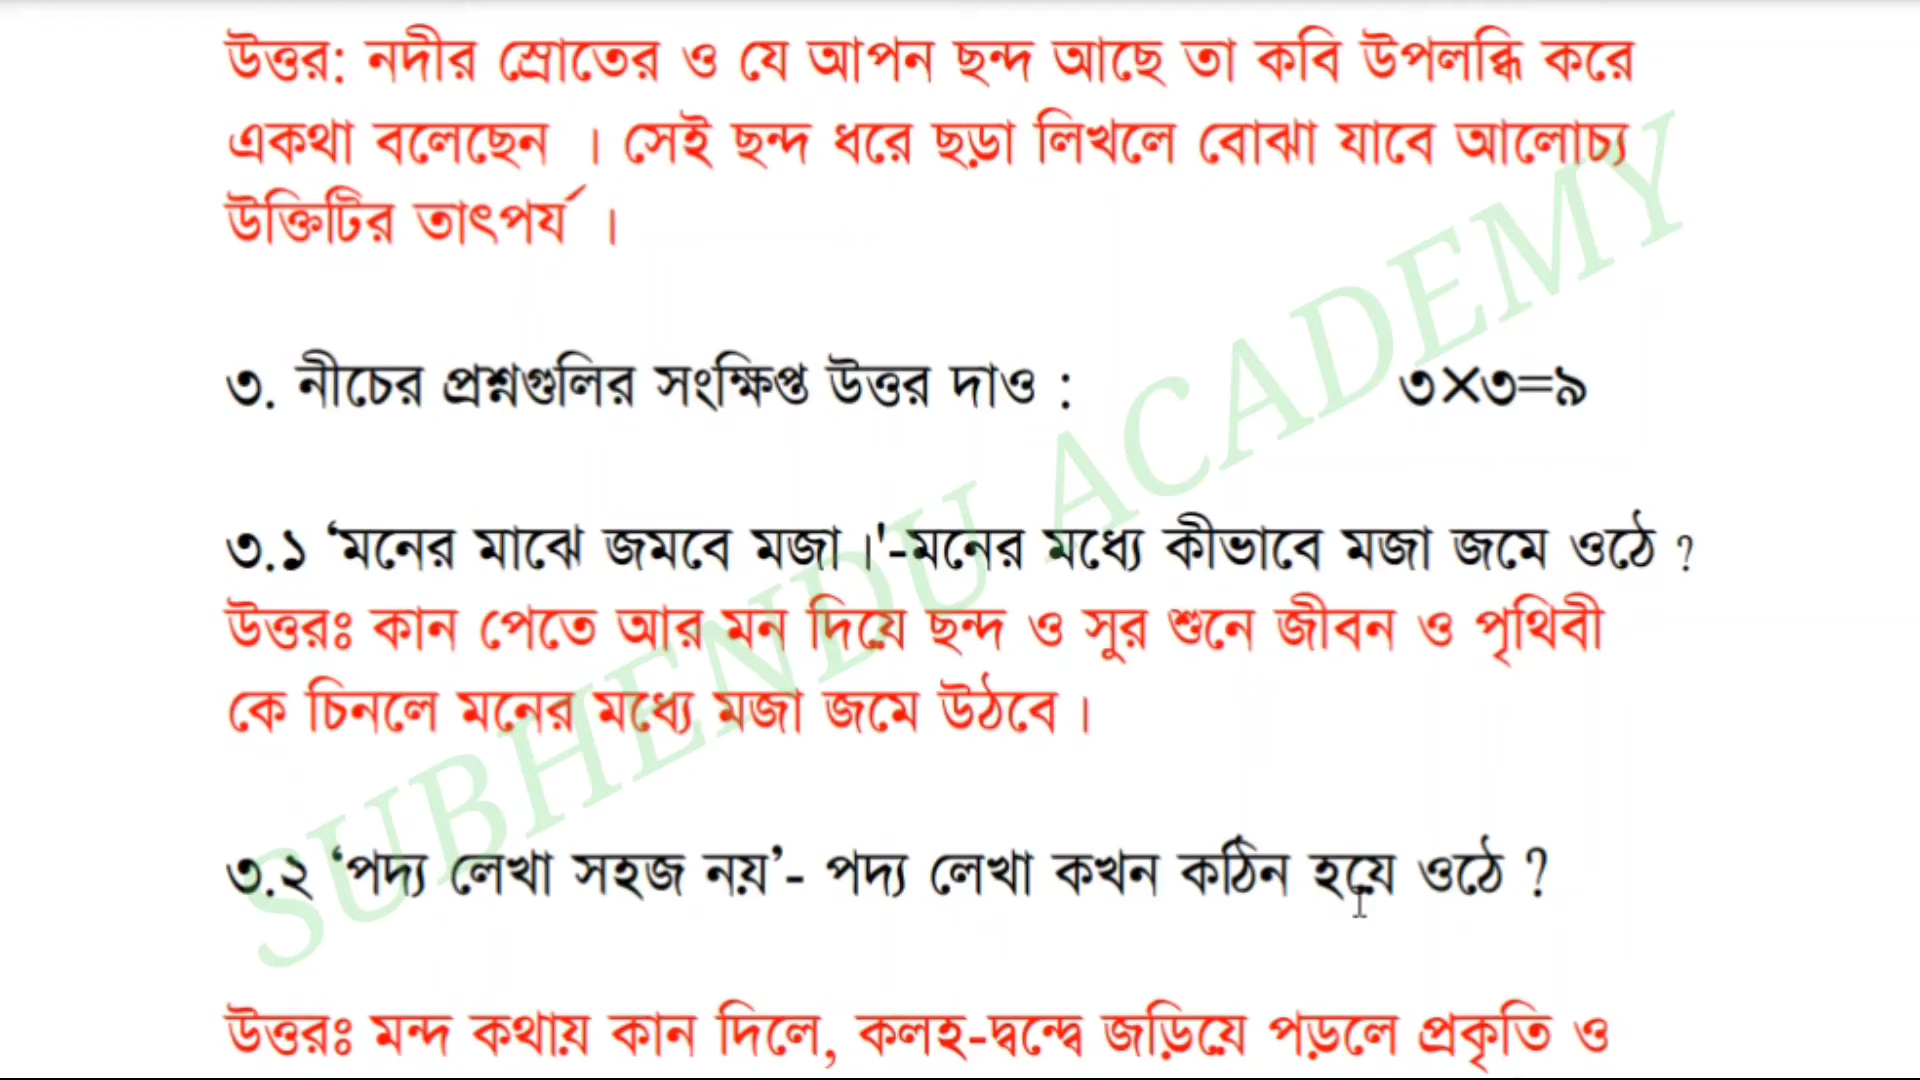 উত্তর: নদীর স্রোতের ও যে আপন ছন্দ আছে তা কবি উপলব্ধি করে
একথা বলেছেন । সেই ছন্দ ধরে ছড়া লিখলে বোঝা যাবে আলোচ্য
উক্তিটির তাৎপর্য ।
৩. নীচের প্রশ্নগুলির সংক্ষিপ্ত উত্তর দাও : ৩×৩=৯
৩.১ ‘মনের মাঝে জমবে মজা।'-মনের মধ্যে কীভাবে মজা জমে ওঠে ?
উত্তরঃ কান পেতে আর মন দিয়ে ছন্দ ও সুর শুনে জীবন ও পৃথিবী
কে চিনলে মনের মধ্যে মজা জমে উঠবে।
৩.২ ‘পদ্য লেখা সহজ নয়’- পদ্য লেখা কখন কঠিন হয়ে ওঠে ?
উত্তরঃ মন্দ কথায় কান দিলে, কলহ-দ্বন্দ্বে জড়িয়ে পড়লে প্রকৃতি ও
SUBHENDU ACADEMY